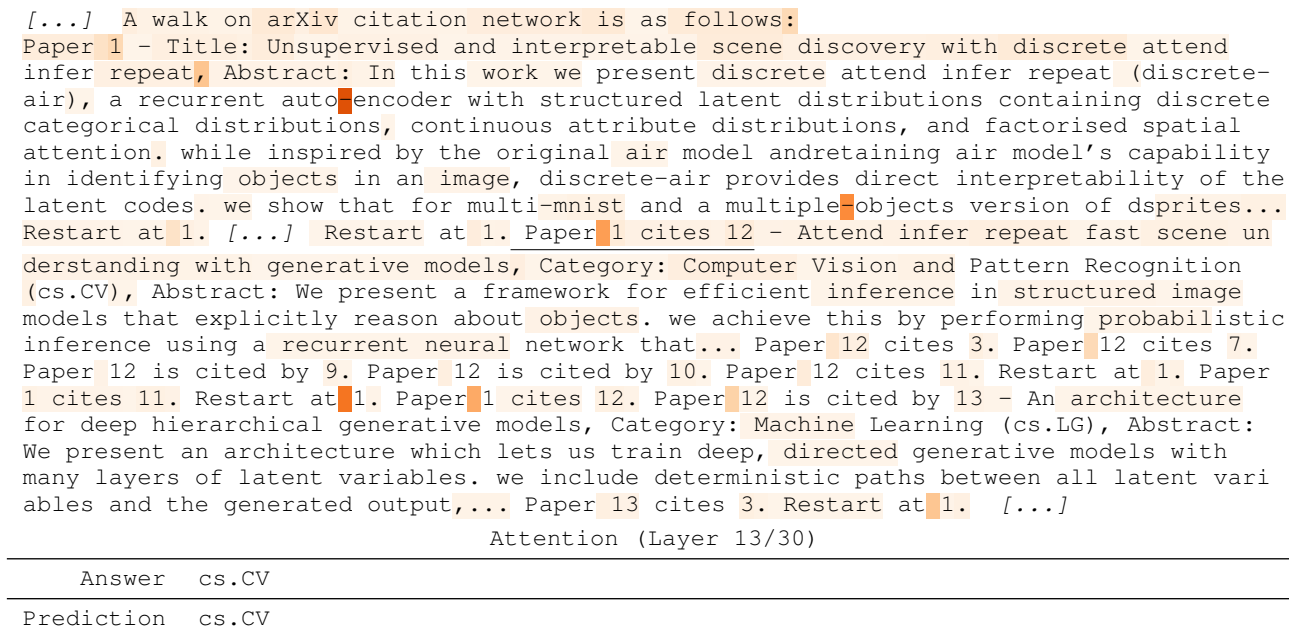 [...] A walk on arXiv citation network is as follows:
Paper 1 - Title: Unsupervised and interpretable scene discovery with discrete attend
infer repeat, Abstract: In this work we present discrete attend infer repeat (discrete-
air), a recurrent auto-encoder with structured latent distributions containing discrete
categorical distributions, continuous attribute distributions, and factorised spatial
attention. while inspired by the original air model andretaining air model's capability
in identifying objects in an image, discrete-air provides direct interpretability of the
latent codes. we show that for multi-mnist and a multiple-objects version of dsprites...
Restart at 1. [...] Restart at 1. Paper 1 cites 12 - Attend infer repeat fast scene un
derstanding with generative models, Category: Computer Vision and Pattern Recognition
(cs.CV), Abstract: We present a framework for efficient inference in structured image
models that explicitly reason about objects. we achieve this by performing probabilistic
inference using a recurrent neural network that... Paper 12 cites 3. Paper 12 cites 7.
Paper 12 is cited by 9. Paper 12 is cited by 10. Paper 12 cites 11. Restart at 1. Paper
1 cites 11. Restart at 1. Paper 1 cites 12. Paper 12 is cited by 13 - An architecture
for deep hierarchical generative models, Category: Machine Learning (cs.LG), Abstract:
We present an architecture which lets us train deep, directed generative models with
many layers of latent variables. we include deterministic paths between all latent vari
ables and the generated output,... Paper 13 cites 3. Restart at 1. [...]
Attention (Layer 13/30)
Answer cs.CV
Prediction cs.CV